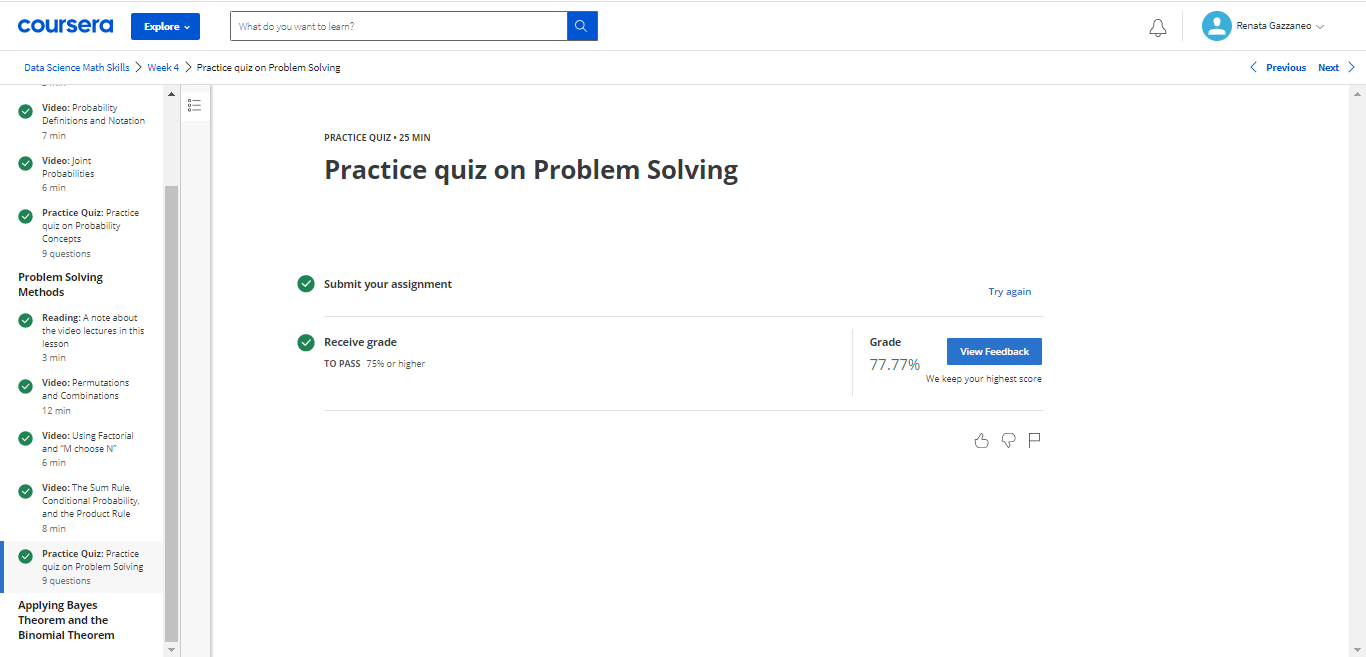 coursera
Explore
What do you want to learn?
Renata Gazzaneo
Data Science Math Skills
Week 4
Practice quiz on Problem Solving
Previous
Next
Video: Probability
Definitions and Notation
7 min
Video: Joint
Probabilities
6 min
Practice Quiz: Practice
quiz on Probability
Concepts
9 questions
Problem Solving
Methods
Reading: A note about
the video lectures in this
lesson
3 min
Video: Permutations
and Combinations
12 min
Video: Using Factorial
and “M choose N”
6 min
Video: The Sum Rule,
Conditional Probability,
and the Product Rule
8 min
Practice Quiz: Practice
quiz on Problem Solving
9 questions
Applying Bayes
Theorem and the
Binomial Theorem
PRACTICE QUIZ • 25 MIN
Practice quiz on Problem Solving
Submit your assignment
Try again
Receive grade
TO PASS 75% or higher
Grade
77.77%
View Feedback
We keep your highest score